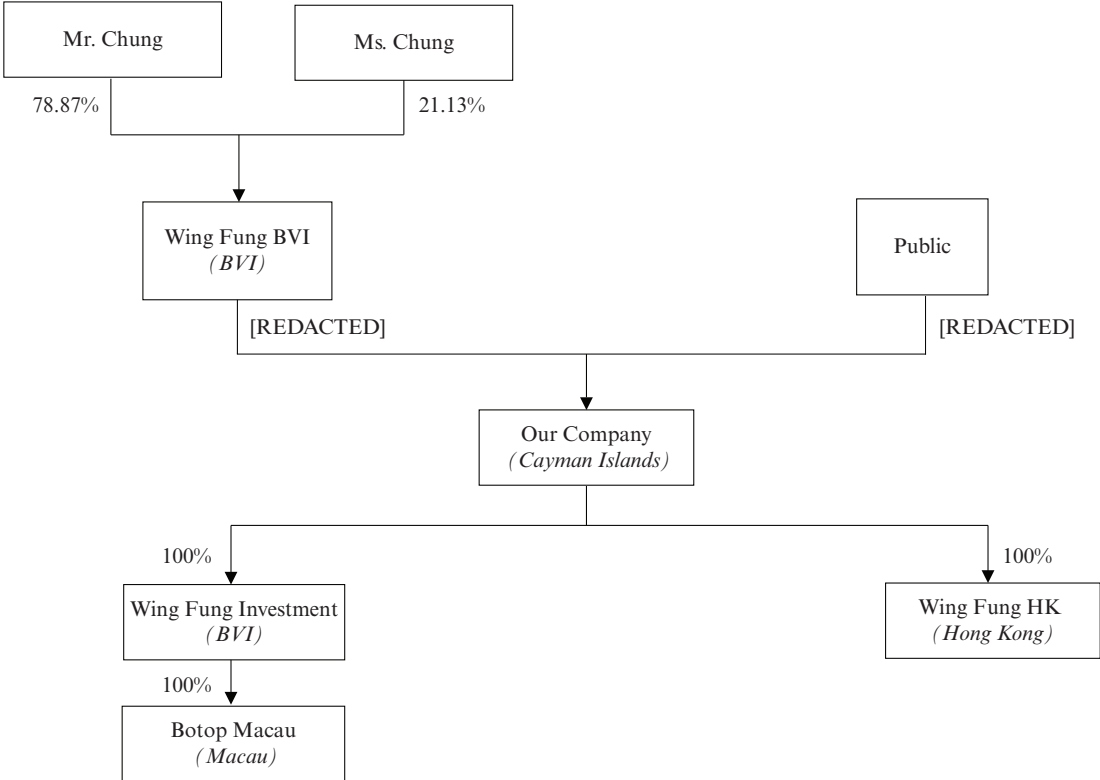 Mr. Chung
Ms. Chung
78.87%
21.13%
Wing Fung BVI
(BVI)
Public
[REDACTED]
[REDACTED]
Our Company
(Cayman Islands)
100%
100%
Wing Fung Investment
(BVI)
Wing Fung HK
(Hong Kong)
100%
Botop Macau
(Macau)